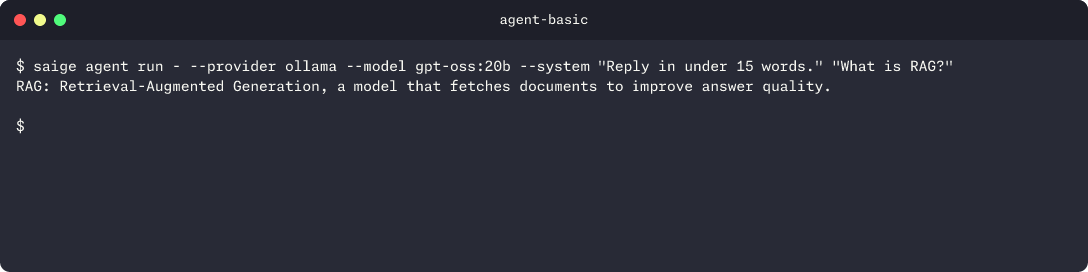 agent-basic
$ saige agent run - --provider ollama --model gpt-oss:20b --system "Reply in under 15 words." "What is RAG?"
RAG: Retrieval-Augmented Generation, a model that fetches documents to improve answer quality.
$